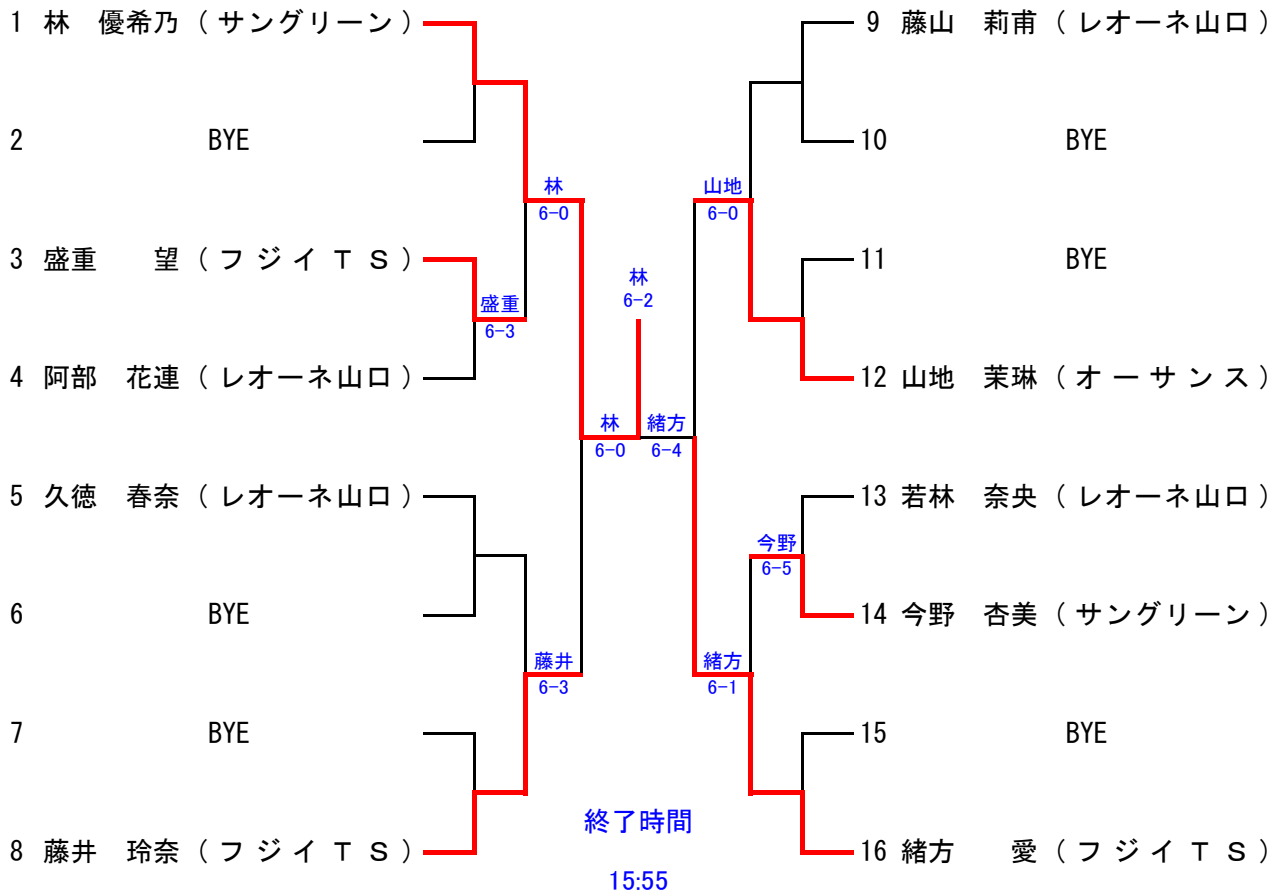 1 林　優希乃 ( サングリーン )
2 BYE
林
6-0
3 盛重　望 ( フジイＴＳ )
盛重
6-3
4 阿部　花連 ( レオーネ山口 )
林
6-2
林
6-0
緒方
6-4
5 久徳　春奈 ( レオーネ山口 )
6 BYE
藤井
6-3
7 BYE
8 藤井　玲奈 ( フジイＴＳ )
9 藤山　莉甫 ( レオーネ山口 )
10 BYE
山地
6-0
11 BYE
12 山地　茉琳 ( オーサンス )
13 若林　奈央 ( レオーネ山口 )
今野
6-5
14 今野　杏美 ( サングリーン )
緒方
6-1
15 BYE
16 緒方　愛 ( フジイＴＳ )
終了時間
15:55